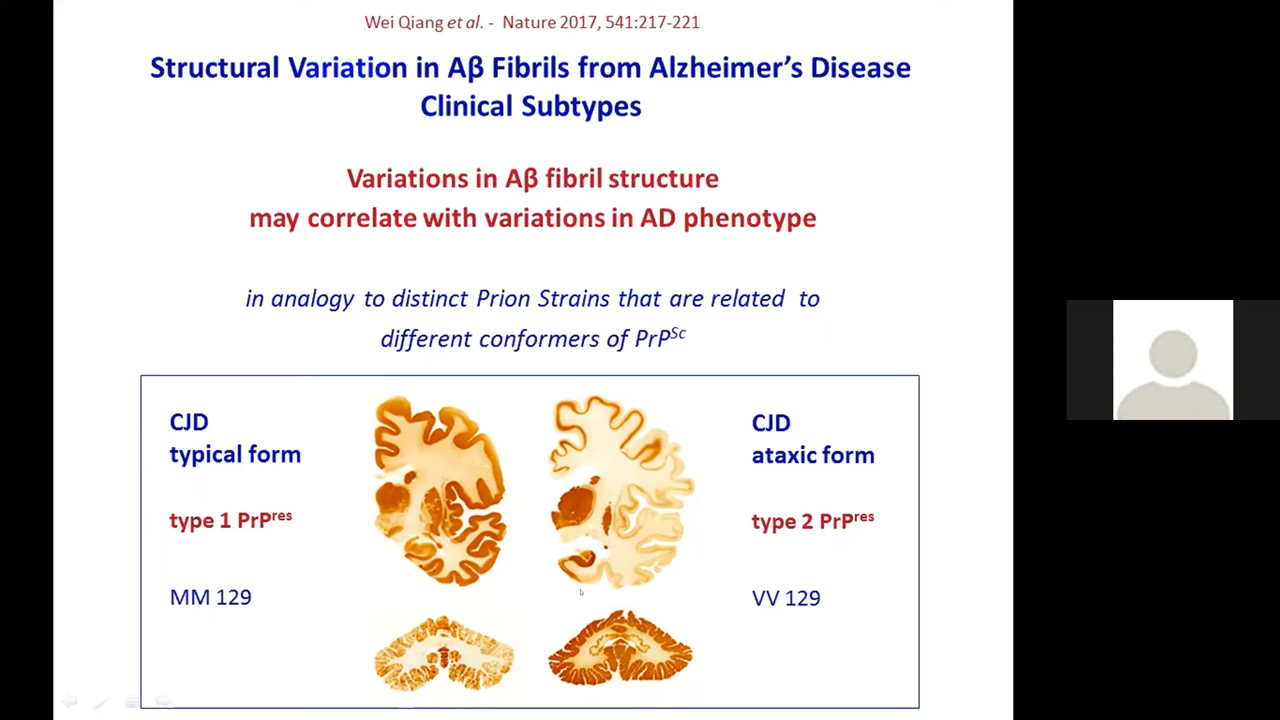 Wei Qiang et al. - Nature 2017, 541:217-221
Structural Variation in Aβ Fibrils from Alzheimer’s Disease
Clinical Subtypes
Variations in Aβ fibril structure
may correlate with variations in AD phenotype
in analogy to distinct Prion Strains that are related to
different conformers of PrPSc
CJD
typical form
type 1 PrPres
MM 129
CJD
ataxic form
type 2 PrPres
VV 129